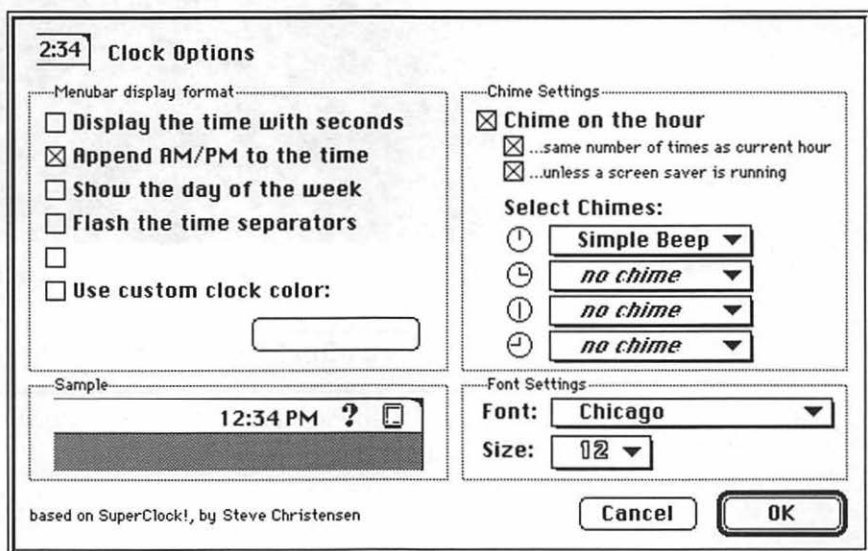 2:34 Clock Options
Menubar display format
Display the time with seconds
Append AM/PM to the time
Show the day of the week
Flash the time separators
Use custom clock color:
Chime Settings
Chime on the hour
...same number of times as current hour
...unless a screen saver is running
Select Chimes:
Simple Beep
no chime
no chime
no chime
Sample
12:34 PM ?
Font Settings
Font: Chicago
Size: 12
based on SuperClock!, by Steve Christensen
Cancel
OK